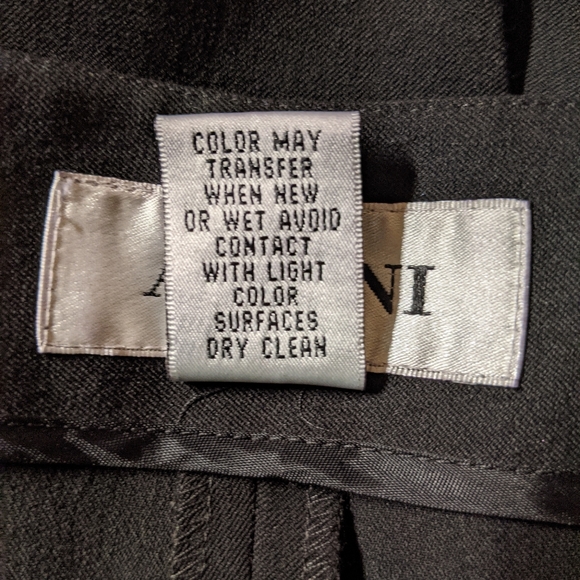 COLOR MAY
TRANSFER
WHEN NEW
OR WET AVOID
CONTACT
WITH LIGHT
COLOR
SURFACES
DRY CLEAN